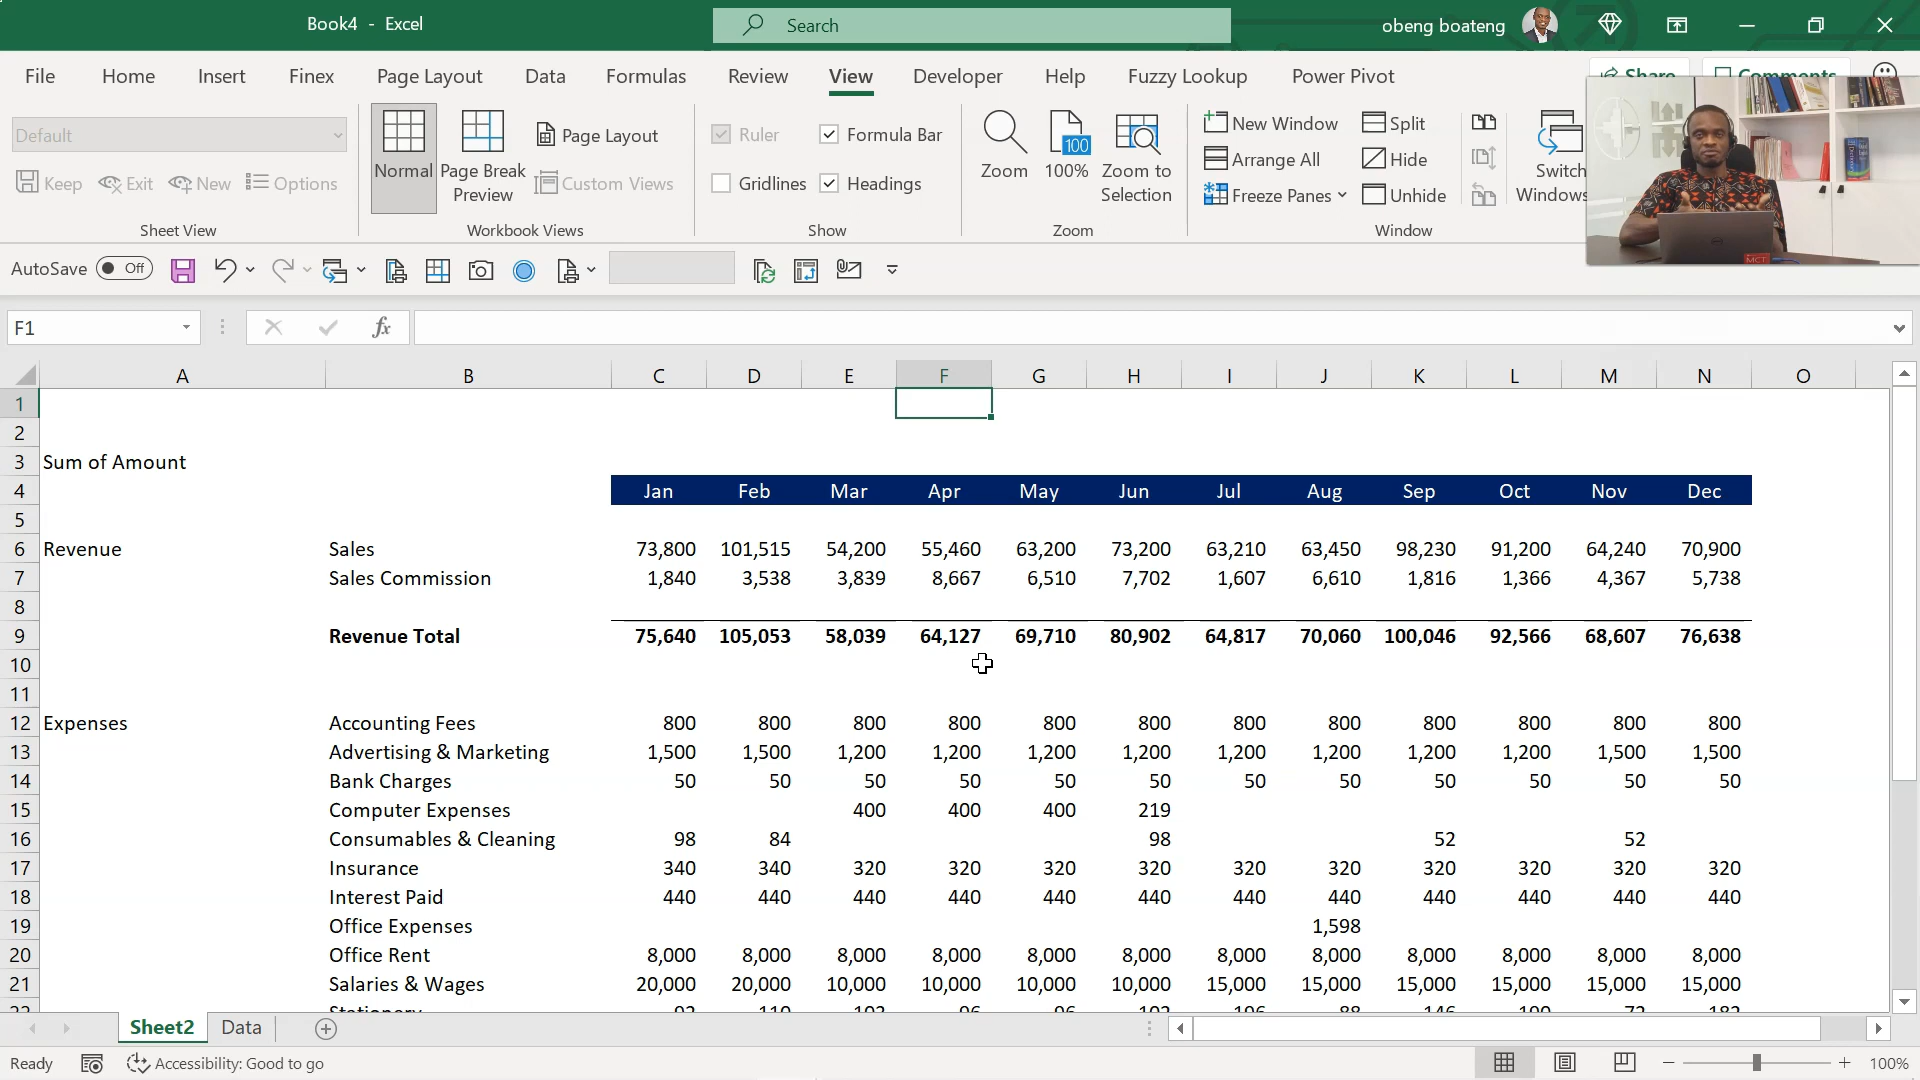 Book4 - Excel
Search
obeng boateng
File Home Insert Finex Page Layout Data Formulas Review View Developer Help Fuzzy Lookup Power Pivot
Share Comments
Default
Keep Exit New Options
Sheet View
Normal
Page Break Preview
Page Layout
Custom Views
Workbook Views
Ruler Formula Bar
Gridlines Headings
Show
Zoom
100
100%
Zoom to Selection
Zoom
New Window
Arrange All
Freeze Panes
Split
Hide
Unhide
Switch Windows
Window
MCT
AutoSave Off
F1 fx
A B C D E F G H I J K L M N O
1
2
3 Sum of Amount
4 Jan Feb Mar Apr May Jun Jul Aug Sep Oct Nov Dec
5
6 Revenue Sales 73,800 101,515 54,200 55,460 63,200 73,200 63,210 63,450 98,230 91,200 64,240 70,900
7 Sales Commission 1,840 3,538 3,839 8,667 6,510 7,702 1,607 6,610 1,816 1,366 4,367 5,738
8
9 Revenue Total 75,640 105,053 58,039 64,127 69,710 80,902 64,817 70,060 100,046 92,566 68,607 76,638
10
11
12 Expenses Accounting Fees 800 800 800 800 800 800 800 800 800 800 800 800
13 Advertising & Marketing 1,500 1,500 1,200 1,200 1,200 1,200 1,200 1,200 1,200 1,200 1,500 1,500
14 Bank Charges 50 50 50 50 50 50 50 50 50 50 50 50
15 Computer Expenses 400 400 400 219
16 Consumables & Cleaning 98 84 98 52 52
17 Insurance 340 340 320 320 320 320 320 320 320 320 320 320
18 Interest Paid 440 440 440 440 440 440 440 440 440 440 440 440
19 Office Expenses 1,598
20 Office Rent 8,000 8,000 8,000 8,000 8,000 8,000 8,000 8,000 8,000 8,000 8,000 8,000
21 Salaries & Wages 20,000 20,000 10,000 10,000 10,000 10,000 15,000 15,000 15,000 15,000 15,000 15,000
Sheet2 Data
Ready Accessibility: Good to go 100%